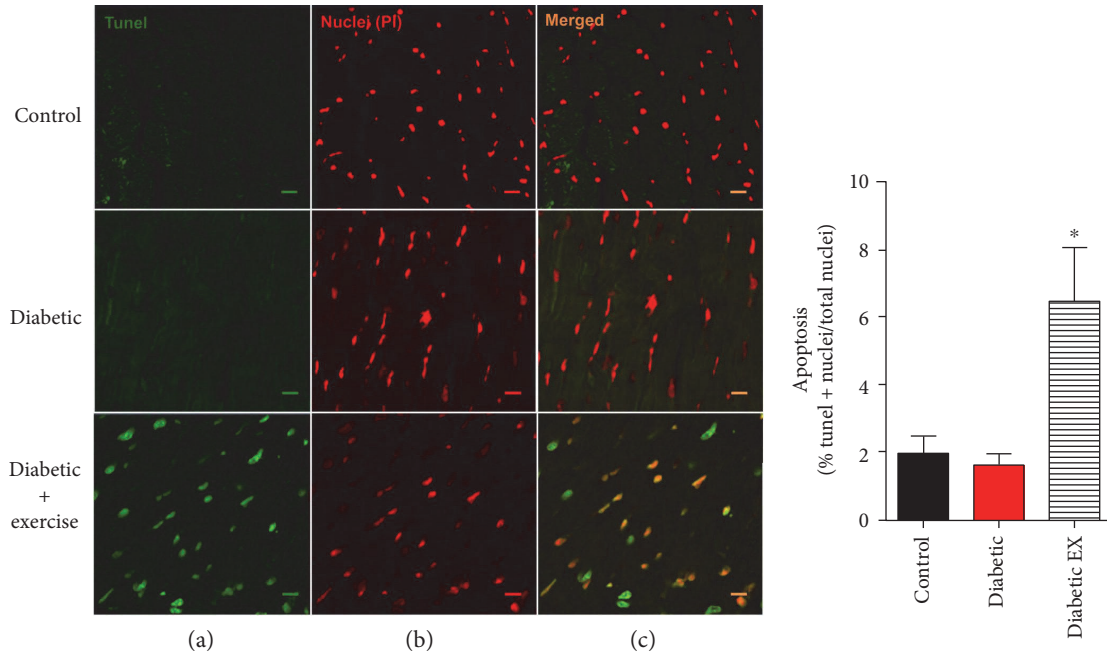 Tunel
Nuclei (PI)
Merged
Control
Diabetic
Diabetic
+
exercise
(a)
(b)
(c)
Apoptosis
(% tunel + nuclei/total nuclei)
10
8
6
4
2
0
*
Control
Diabetic
Diabetic EX